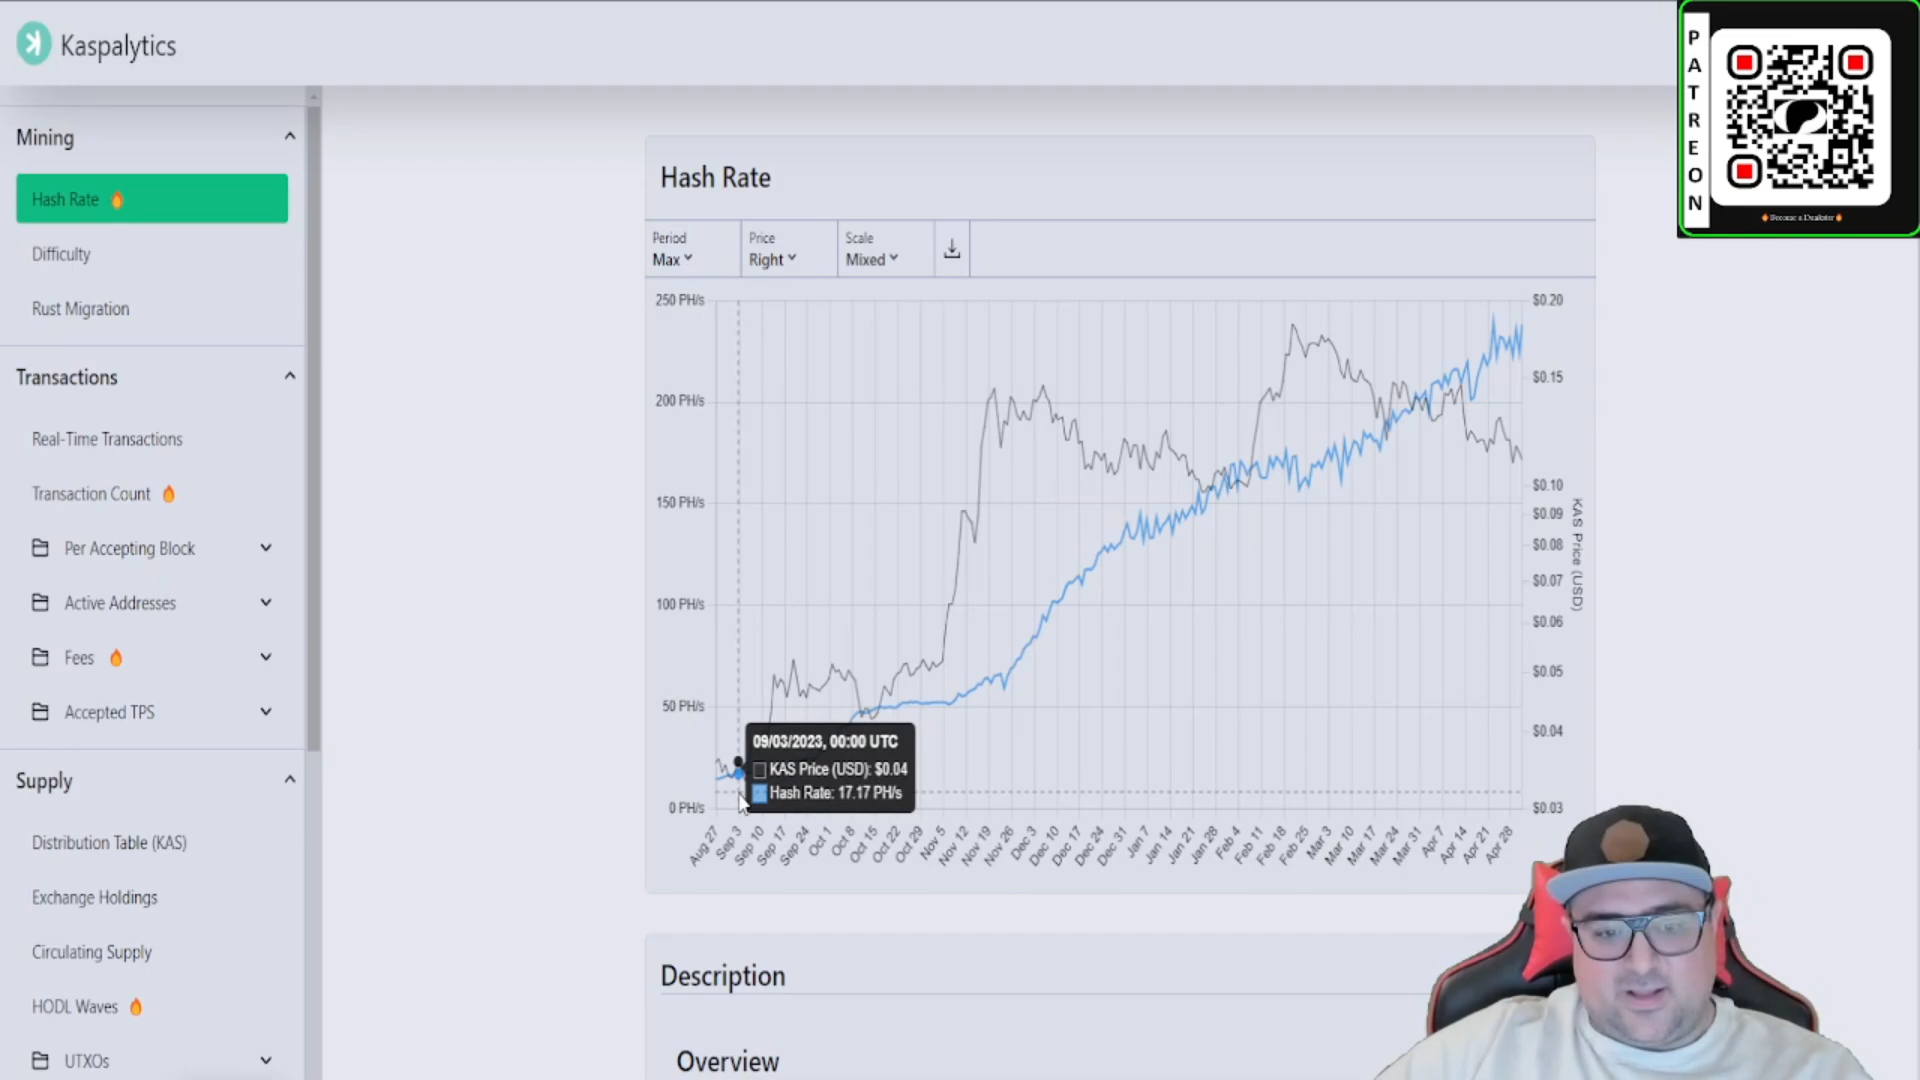 Kaspalytics
Mining
Hash Rate
Difficulty
Rust Migration
Transactions
Real-Time Transactions
Transaction Count
Per Accepting Block
Active Addresses
Fees
Accepted TPS
Supply
Distribution Table (KAS)
Exchange Holdings
Circulating Supply
HODL Waves
UTXOs
Hash Rate
Period
Max
Price
Right
Scale
Mixed
250 PH/s
200 PH/s
150 PH/s
100 PH/s
50 PH/s
0 PH/s
$0.20
$0.15
$0.10
$0.09
$0.08
$0.07
$0.06
$0.05
$0.04
$0.03
KAS Price (USD)
09/03/2023, 00:00 UTC
KAS Price (USD): $0.04
Hash Rate: 17.17 PH/s
Aug 27
Sep 3
Sep 10
Sep 17
Sep 24
Oct 1
Oct 8
Oct 15
Oct 22
Oct 29
Nov 5
Nov 12
Nov 19
Nov 26
Dec 3
Dec 10
Dec 17
Dec 24
Dec 31
Jan 7
Jan 14
Jan 21
Jan 28
Feb 4
Feb 11
Feb 18
Feb 25
Mar 3
Mar 10
Mar 17
Mar 24
Mar 31
Apr 7
Apr 14
Apr 21
Apr 28
Description
Overview
PATREON
Become a